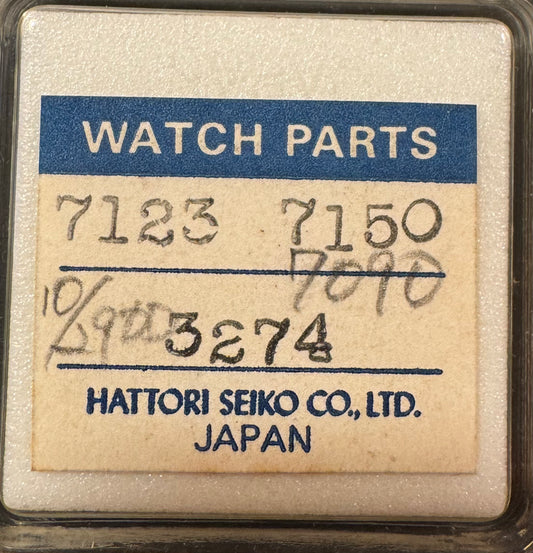 WATCH PARTS
7123 7150
7090
3274
HATTORI SEIKO CO., LTD.
JAPAN